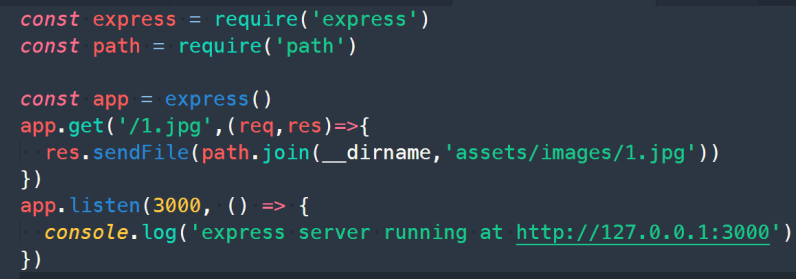 const express = require('express')
const path = require('path')
const app = express()
app.get('/1.jpg',(req,res)=>{
res.sendFile(path.join(__dirname,'assets/images/1.jpg'))
})
app.listen(3000, () => {
console.log('express server running at http://127.0.0.1:3000')
})